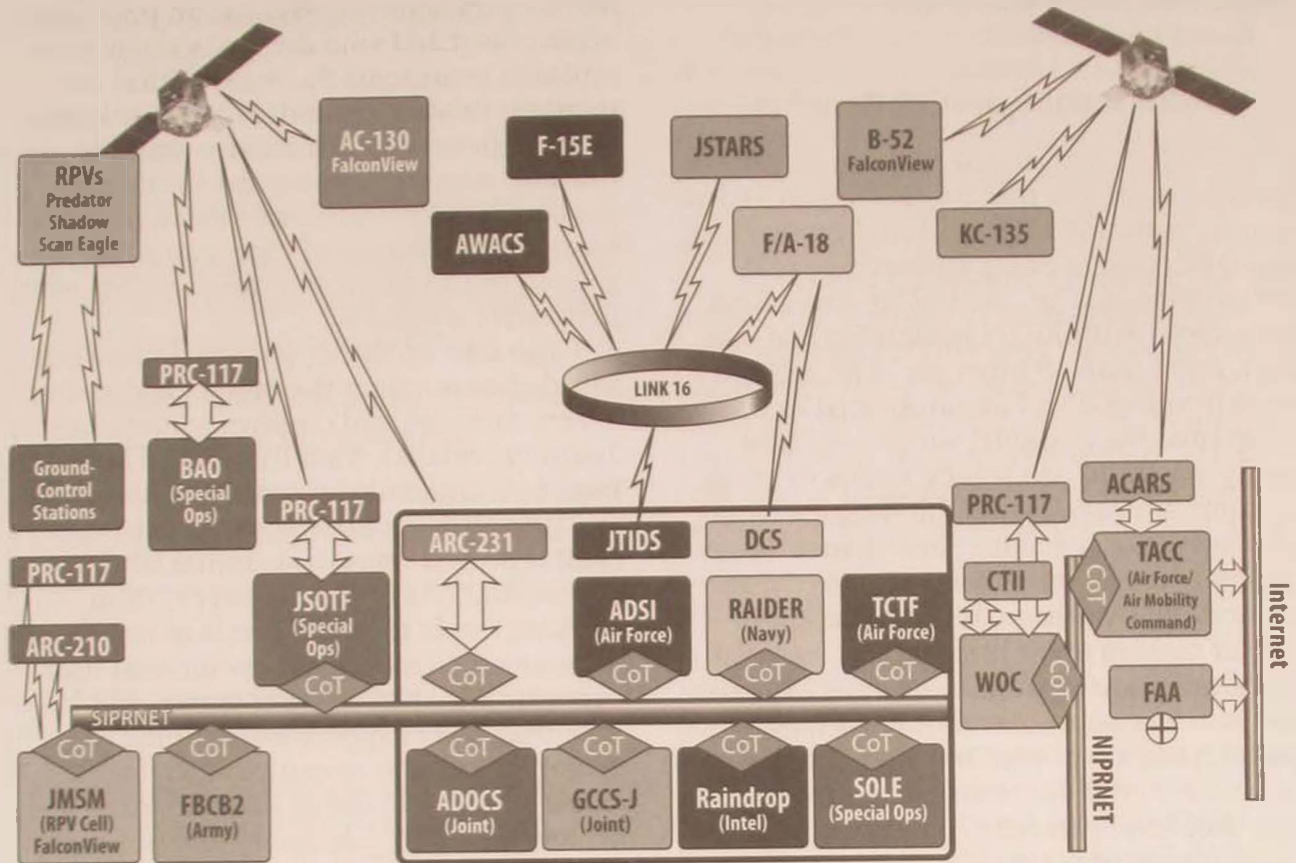 RPVs
Predator
Shadow
Scan Eagle
AC-130
FalconView
F-15E
JSTARS
B-52
FalconView
AWACS
F/A-18
KC-135
LINK 16
PRC-117
Ground-
Control
Stations
BAO
(Special
Ops)
PRC-117
ARC-210
PRC-117
JSOTF
(Special
Ops)
CoT
ARC-231
CoT
JTIDS
ADSI
(Air Force)
CoT
DCS
RAIDER
(Navy)
CoT
TCTF
(Air Force)
CoT
PRC-117
CTII
WOC
CoT
ACARS
TACC
(Air Force/
Air Mobility
Command)
CoT
FAA
Internet
NIPRNET
SIPRNET
CoT
JMSM
(RPV Cell)
FalconView
CoT
FBCB2
(Army)
CoT
ADOCS
(Joint)
CoT
GCCS-J
(Joint)
CoT
Raindrop
(Intel)
CoT
SOLE
(Special Ops)